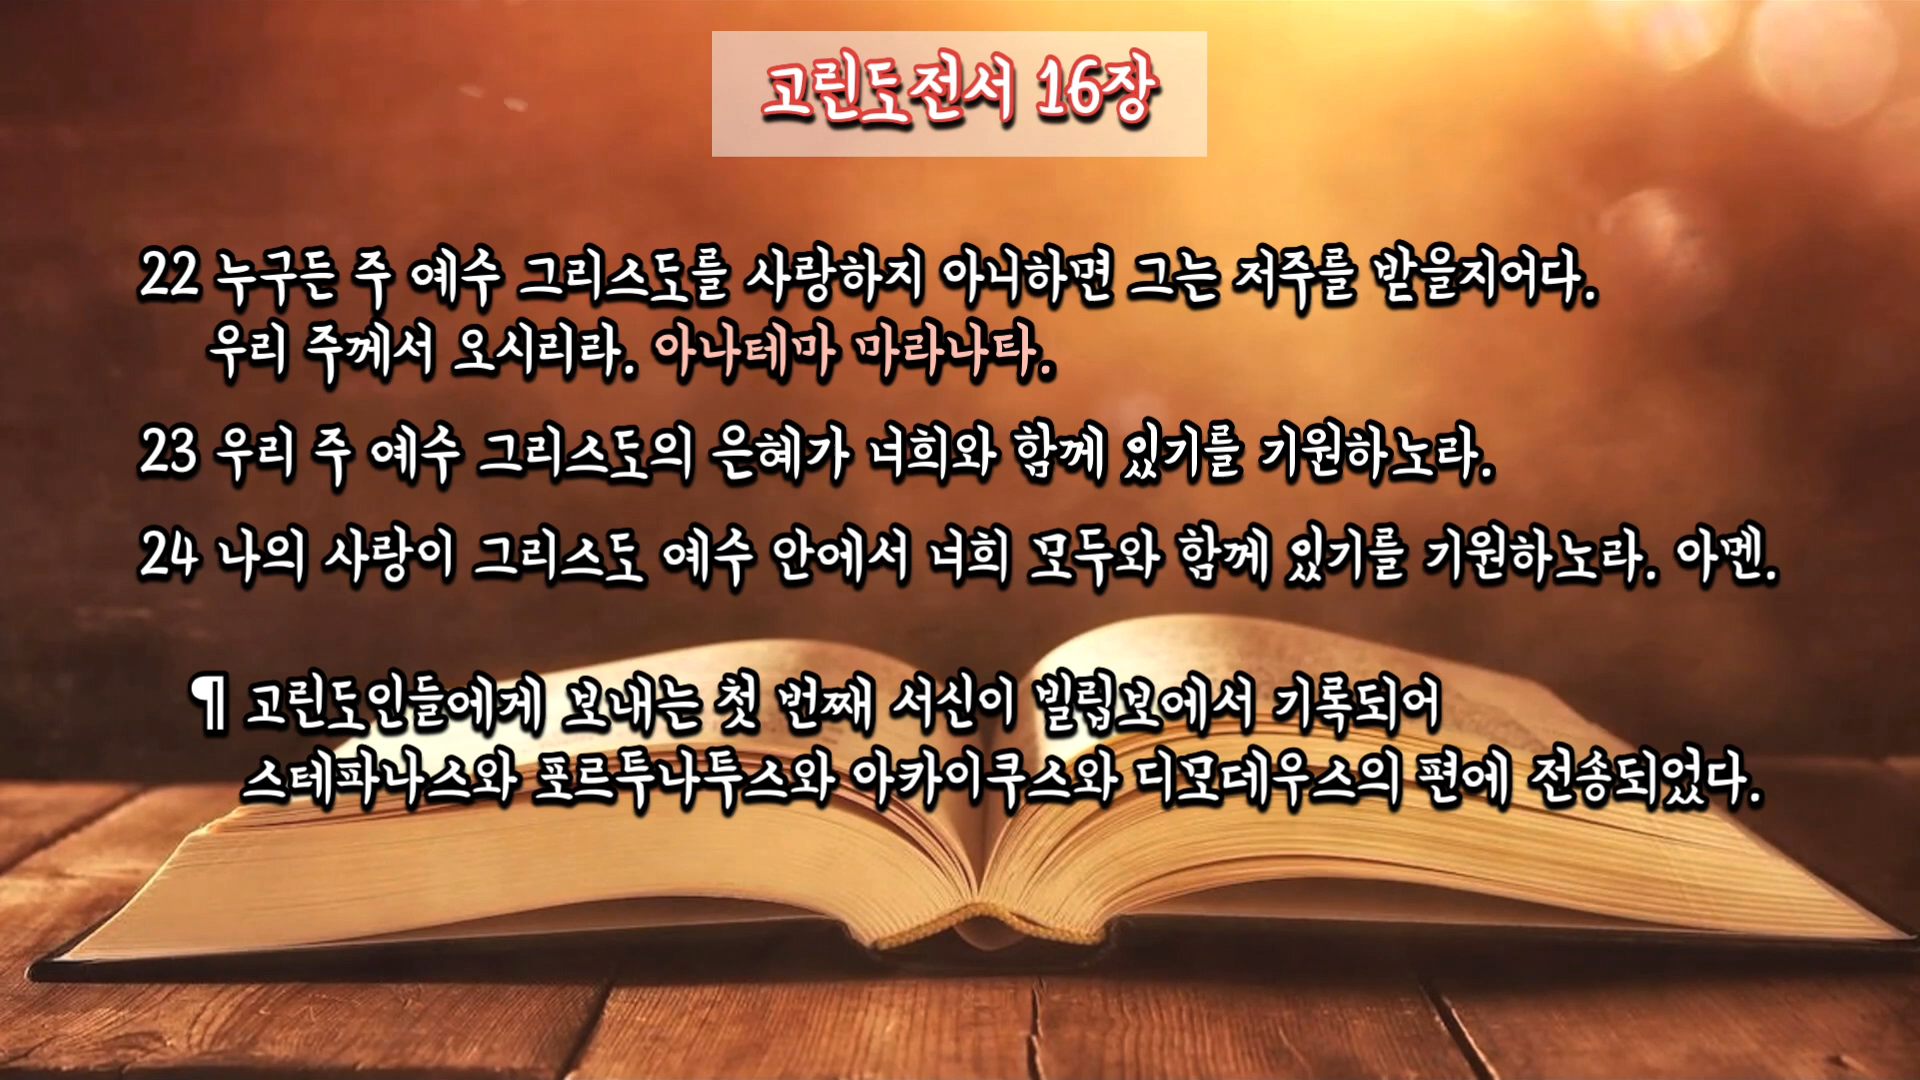 고린도전서 16장
22 누구든 주 예수 그리스도를 사랑하지 아니하면 그는 저주를 받을지어다.
우리 주께서 오시리라. 아나테마 마라나타.
23 우리 주 예수 그리스도의 은혜가 너희와 함께 있기를 기원하노라.
24 나의 사랑이 그리스도 예수 안에서 너희 모두와 함께 있기를 기원하노라. 아멘.
¶ 고린도인들에게 보내는 첫 번째 서신이 빌립보에서 기록되어
스테파나스와 포르투나투스와 아카이쿠스와 디모데우스의 편에 전송되었다.